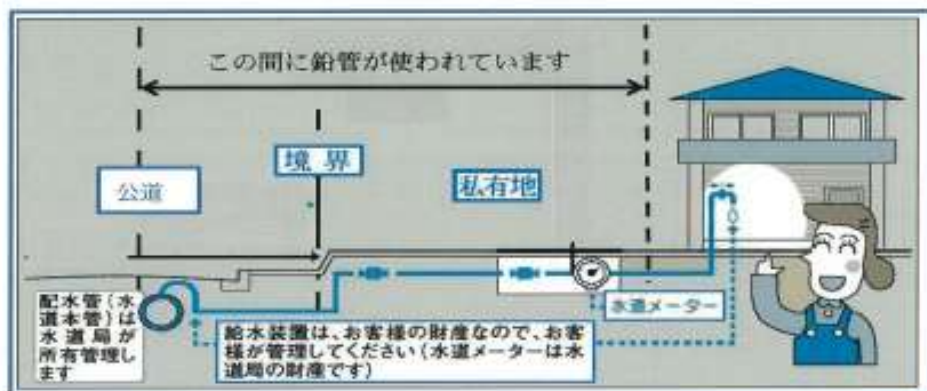 この間に鉛管が使われています
境界
公道
私有地
配水管(水
道本管)は
水道局が
所有管理し
ます
水道メーター
給水装置は、お客様の財産なので、お客
様が管理してください(水道メーターは水
道局の財産です)